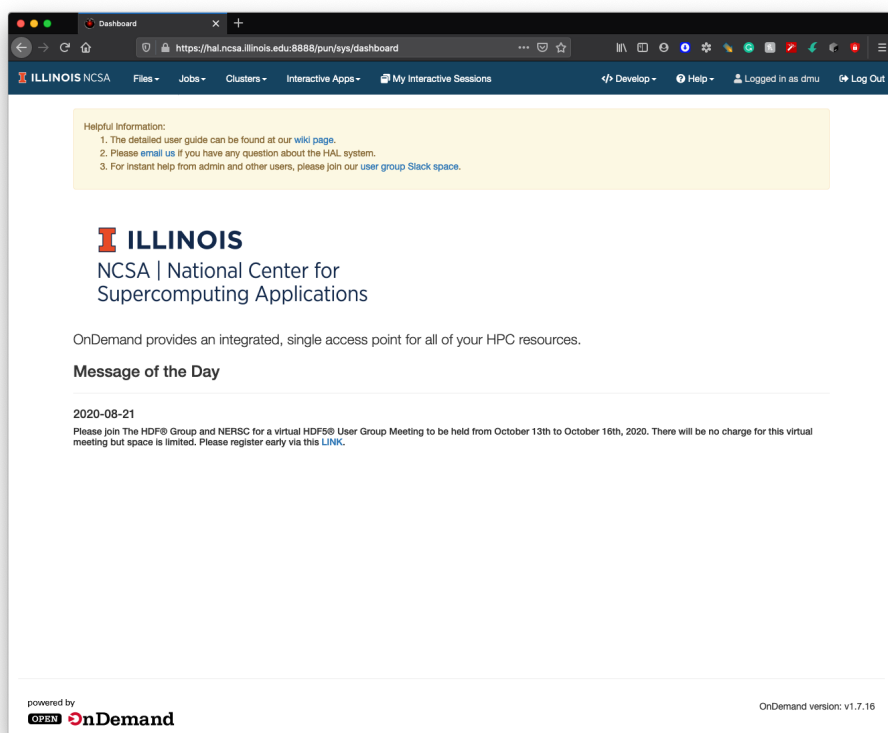 Dashboard
https://hal.ncsa.illinois.edu:8888/pun/sys/dashboard
I ILLINOIS NCSA Files Jobs Clusters Interactive Apps My Interactive Sessions </> Develop Help Logged in as dmu Log Out
Helpful Information:
1. The detailed user guide can be found at our wiki page.
2. Please email us if you have any question about the HAL system.
3. For instant help from admin and other users, please join our user group Slack space.
I ILLINOIS
NCSA | National Center for
Supercomputing Applications
OnDemand provides an integrated, single access point for all of your HPC resources.
Message of the Day
2020-08-21
Please join The HDF® Group and NERSC for a virtual HDF5® User Group Meeting to be held from October 13th to October 16th, 2020. There will be no charge for this virtual
meeting but space is limited. Please register early via this LINK.
powered by
OPEN OnDemand
OnDemand version: v1.7.16